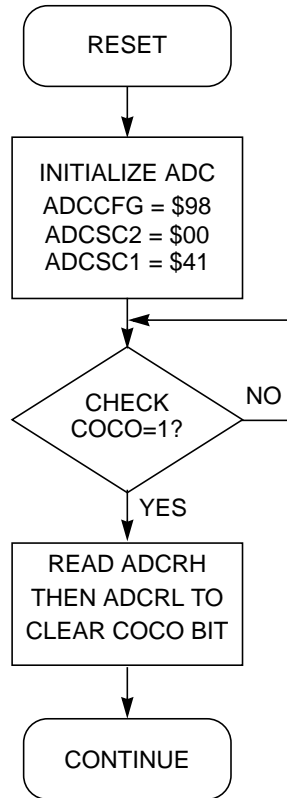 RESET
INITIALIZE ADC
ADCCFG = $98
ADCSC2 = $00
ADCSC1 = $41
CHECK
COCO=1?
NO
YES
READ ADCRH
THEN ADCRL TO
CLEAR COCO BIT
CONTINUE